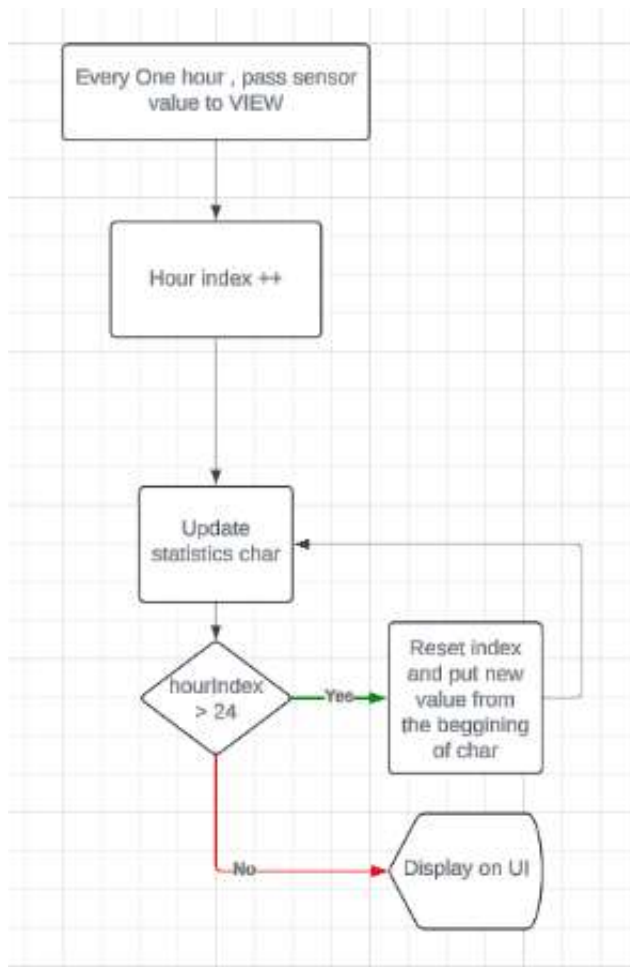 Every One hour , pass sensor
value to VIEW
Hour index ++
Update
statistics char
hourIndex
> 24
Yes
Reset index
and put new
value from
the beggining
of char
No
Display on UI